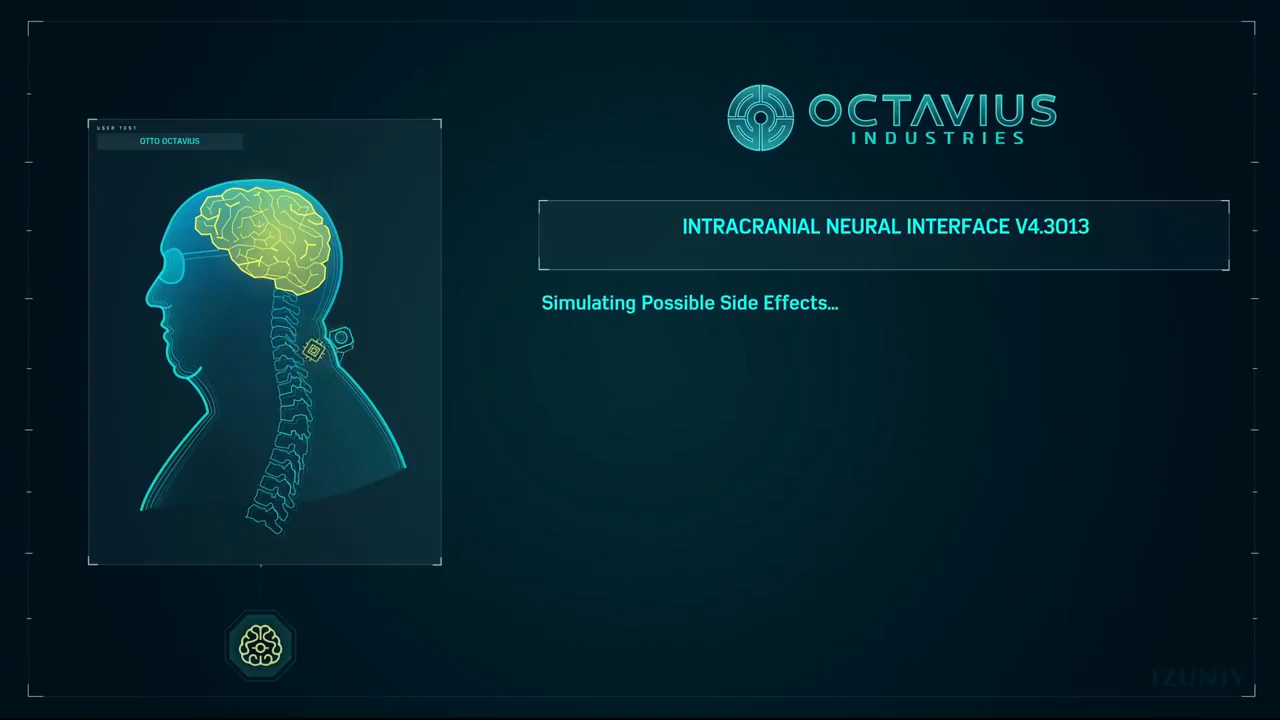 USER TEST
OTTO OCTAVIUS
OCTAVIUS
INDUSTRIES
INTRACRANIAL NEURAL INTERFACE V4.3013
Simulating Possible Side Effects...